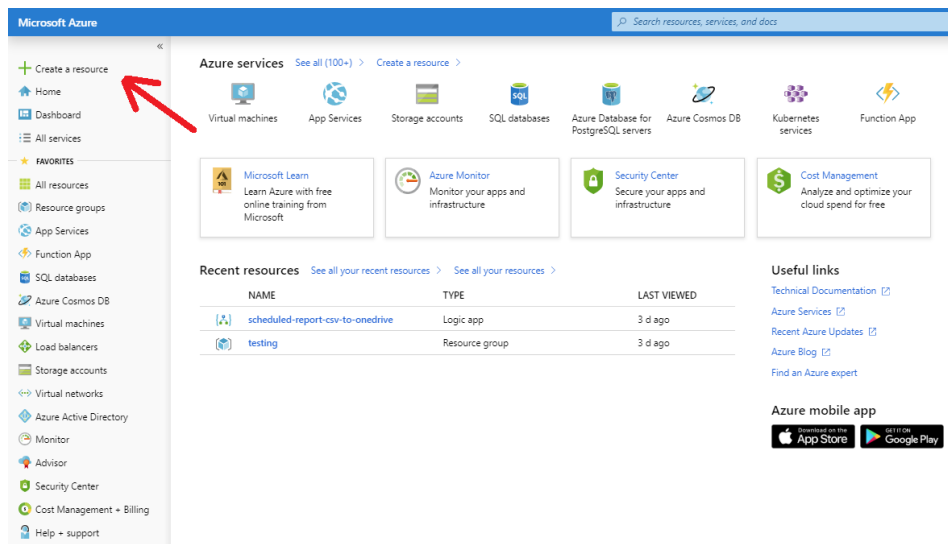 Microsoft Azure
Search resources, services, and docs
«
Create a resource
Home
Dashboard
All services
FAVORITES
All resources
Resource groups
App Services
Function App
SQL databases
Azure Cosmos DB
Virtual machines
Load balancers
Storage accounts
Virtual networks
Azure Active Directory
Monitor
Advisor
Security Center
Cost Management + Billing
Help + support
Azure services See all (100+) > Create a resource >
Virtual machines
App Services
Storage accounts
SQL
SQL databases
Azure Database for
PostgreSQL servers
Azure Cosmos DB
Kubernetes
services
Function App
101
Microsoft Learn
Learn Azure with free
online training from
Microsoft
Azure Monitor
Monitor your apps and
infrastructure
Security Center
Secure your apps and
infrastructure
$
Cost Management
Analyze and optimize your
cloud spend for free
Recent resources See all your recent resources > See all your resources >
NAME TYPE LAST VIEWED
scheduled-report-csv-to-onedrive Logic app 3 d ago
testing Resource group 3 d ago
Useful links
Technical Documentation
Azure Services
Recent Azure Updates
Azure Blog
Find an Azure expert
Azure mobile app
Download on the
App Store
GET IT ON
Google Play